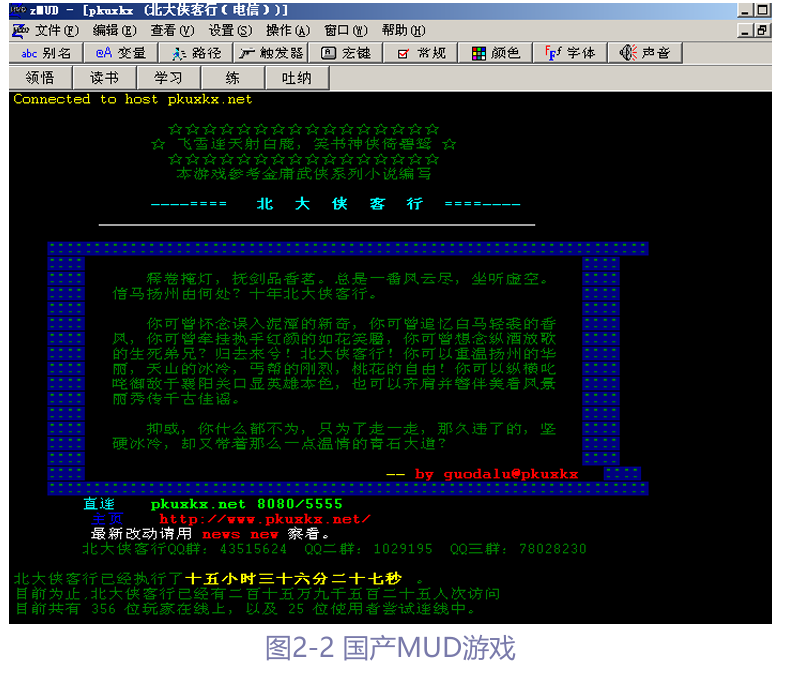 zMUD - [pkuxkx (北大侠客行(电信))]
文件(F) 编辑(E) 查看(V) 设置(S) 操作(A) 窗口(W) 帮助(H)
abc 别名 @A 变量 路径 触发器 宏键 常规 颜色 字体 声音
领悟 读书 学习 练 吐纳
Connected to host pkuxkx.net
☆☆☆☆☆☆☆☆☆☆☆☆☆☆☆☆
☆ 飞雪连天射白鹿, 笑书神侠倚碧鸳 ☆
☆☆☆☆☆☆☆☆☆☆☆☆☆☆☆☆
本游戏参考金庸武侠系列小说编写
----==== 北 大 侠 客 行 ====----
释卷掩灯, 抚剑品香茗。总是一番风云尽, 坐听虚空。
信马扬州由何处? 十年北大侠客行。
你可曾怀念误入泥潭的新奇, 你可曾追忆白马轻裘的香
风, 你可曾牵挂执手红颜的如花笑靥, 你可曾想念纵酒放歌
的生死弟兄? 归去来兮! 北大侠客行! 你可以重温扬州的华
丽, 天山的冰冷, 丐帮的刚烈, 桃花的自由! 你可以纵横叱
咤御敌于襄阳关口显英雄本色, 也可以齐肩并辔伴美看风景
丽秀传千古佳谣。
抑或, 你什么都不为, 只为了走一走, 那久违了的, 坚
硬冰冷, 却又带着那么一点温情的青石大道?
-- by guodalu@pkuxkx
直连 pkuxkx.net 8080/5555
主页 http://www.pkuxkx.net/
最新改动请用 news new 察看。
北大侠客行QQ群: 43515624 QQ二群: 1029195 QQ三群: 78028230
北大侠客行已经执行了十五小时三十六分二十七秒 。
目前为止,北大侠客行已经有二百十五万九千五百二十五人次访问
目前共有 356 位玩家在线上, 以及 25 位使用者尝试连线中。
图2-2 国产MUD游戏